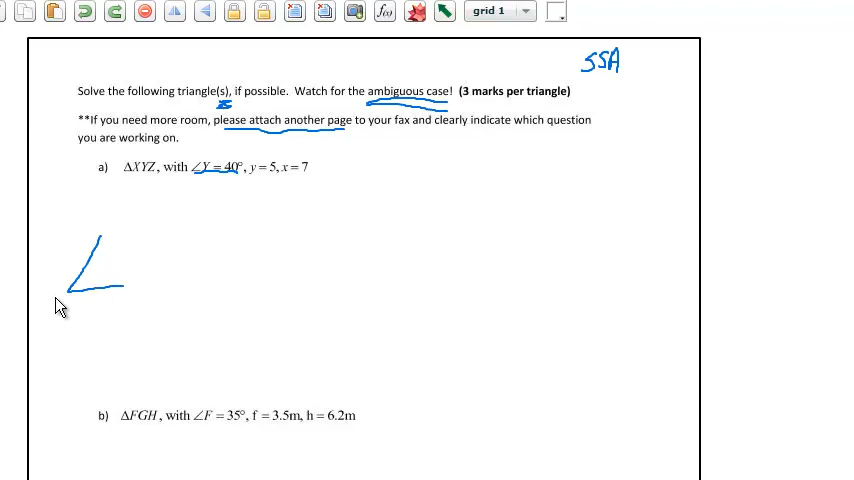 f(x)
grid 1
SSA
Solve the following triangle(s), if possible. Watch for the ambiguous case! (3 marks per triangle)
**If you need more room, please attach another page to your fax and clearly indicate which question
you are working on.
a) ΔXYZ, with ∠Y = 40°, y = 5, x = 7
b) ΔFGH, with ∠F = 35°, f = 3.5m, h = 6.2m